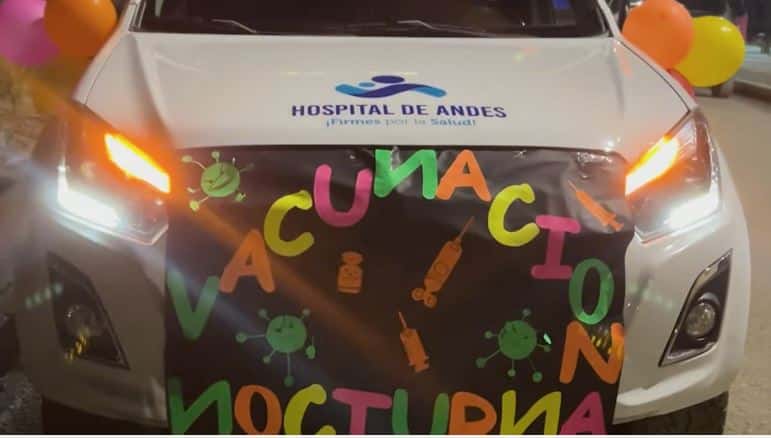 HOSPITAL DE ANDES
¡Firmes por la Salud!
VACUNACION
NOCTURNA